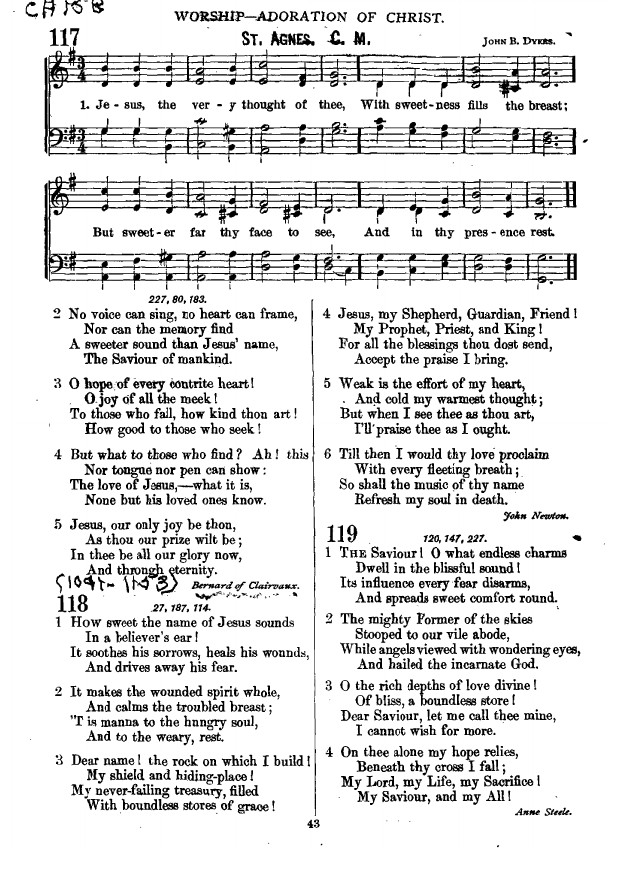 CH
WORSHIP—ADORATION OF CHRIST.
117
ST. AGNES. C. M.
JOHN B. DYKES.
1. Je - sus, the ver - y thought of thee, With sweet-ness fills the breast;
But sweet-er far thy face to see, And in thy pres-ence rest.
227, 80, 183.
2 No voice can sing, no heart can frame,
Nor can the memory find
A sweeter sound than Jesus' name,
The Saviour of mankind.
3 O hope of every contrite heart!
O joy of all the meek!
To those who fall, how kind thou art!
How good to those who seek!
4 But what to those who find? Ah! this
Nor tongue nor pen can show:
The love of Jesus,—what it is,
None but his loved ones know.
5 Jesus, our only joy be thou,
As thou our prize wilt be;
In thee be all our glory now,
And through eternity.
(1091-1153) Bernard of Clairvaux.
118
27, 187, 114.
1 How sweet the name of Jesus sounds
In a believer's ear!
It soothes his sorrows, heals his wounds,
And drives away his fear.
2 It makes the wounded spirit whole,
And calms the troubled breast;
'T is manna to the hungry soul,
And to the weary, rest.
3 Dear name! the rock on which I build!
My shield and hiding-place!
My never-failing treasury, filled
With boundless stores of grace!
4 Jesus, my Shepherd, Guardian, Friend!
My Prophet, Priest, and King!
For all the blessings thou dost send,
Accept the praise I bring.
5 Weak is the effort of my heart,
And cold my warmest thought;
But when I see thee as thou art,
I'll praise thee as I ought.
6 Till then I would thy love proclaim
With every fleeting breath;
So shall the music of thy name
Refresh my soul in death.
John Newton.
119
120, 147, 227.
1 THE Saviour! O what endless charms
Dwell in the blissful sound!
Its influence every fear disarms,
And spreads sweet comfort round.
2 The mighty Former of the skies
Stooped to our vile abode,
While angels viewed with wondering eyes,
And hailed the incarnate God.
3 O the rich depths of love divine!
Of bliss, a boundless store!
Dear Saviour, let me call thee mine,
I cannot wish for more.
4 On thee alone my hope relies,
Beneath thy cross I fall;
My Lord, my Life, my Sacrifice!
My Saviour, and my All!
Anne Steele.
43